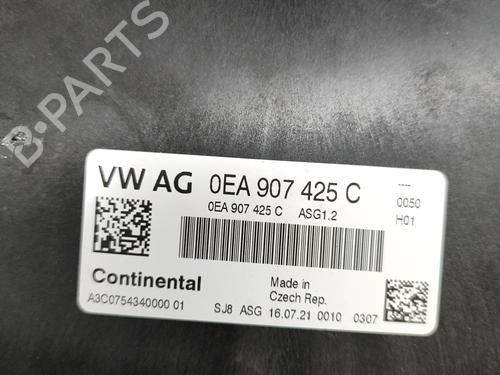 B-PARTS
VW AG 0EA 907 425 C ----
0EA 907 425 C ASG1.2 0050
H01
Continental Made in
Czech Rep.
A3C0754340000 01 SJ8 ASG 16.07.21 0010 0307